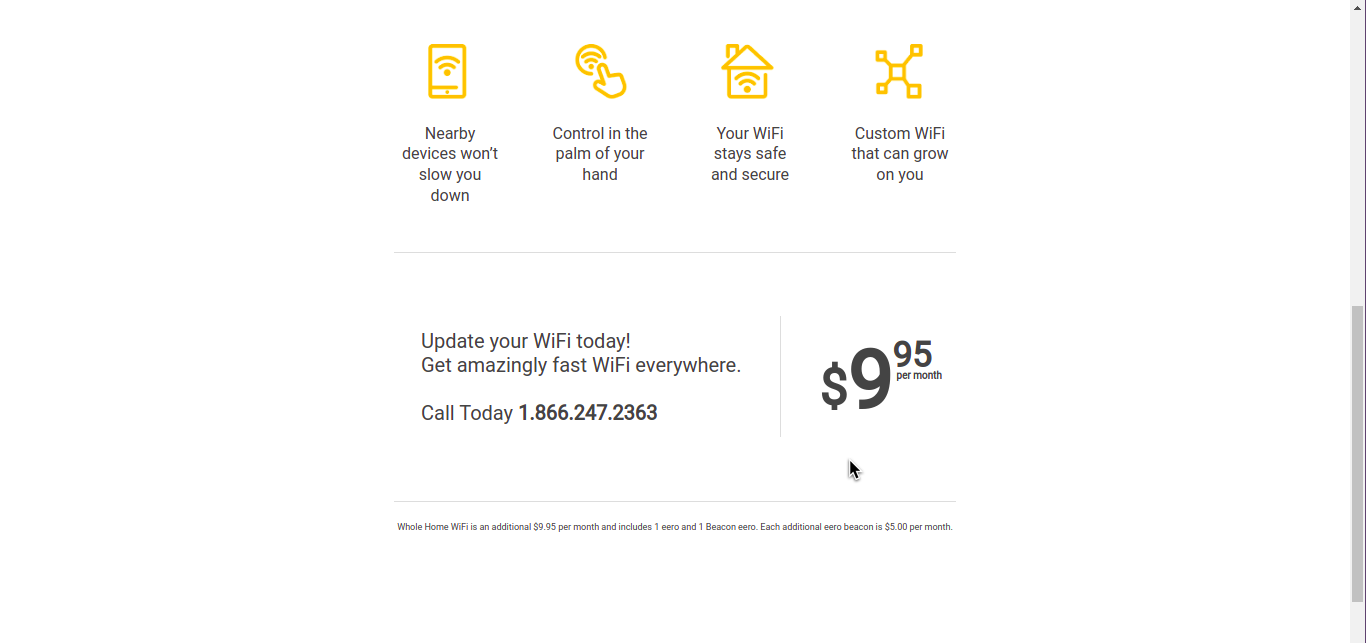 Nearby
devices won’t
slow you
down
Control in the
palm of your
hand
Your WiFi
stays safe
and secure
Custom WiFi
that can grow
on you
Update your WiFi today!
Get amazingly fast WiFi everywhere.
Call Today 1.866.247.2363
$9 95
per month
Whole Home WiFi is an additional $9.95 per month and includes 1 eero and 1 Beacon eero. Each additional eero beacon is $5.00 per month.